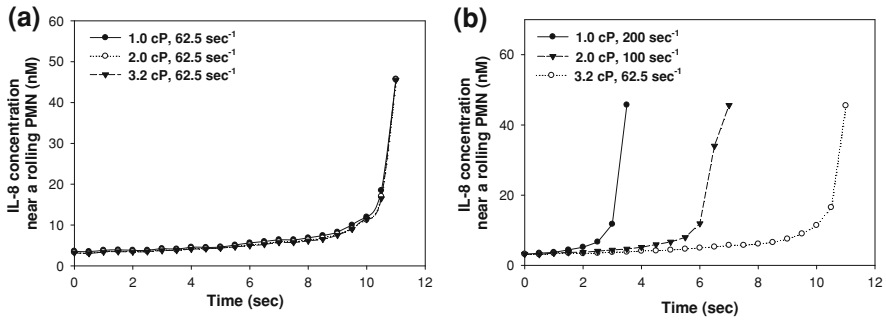 (a)
60
50
40
30
20
10
0
IL-8 concentration
near a rolling PMN (nM)
1.0 cP, 62.5 sec⁻¹
2.0 cP, 62.5 sec⁻¹
3.2 cP, 62.5 sec⁻¹
0 2 4 6 8 10 12
Time (sec)
(b)
60
40
20
0
IL-8 concentration
near a rolling PMN (nM)
1.0 cP, 200 sec⁻¹
2.0 cP, 100 sec⁻¹
3.2 cP, 62.5 sec⁻¹
0 2 4 6 8 10 12
Time (sec)